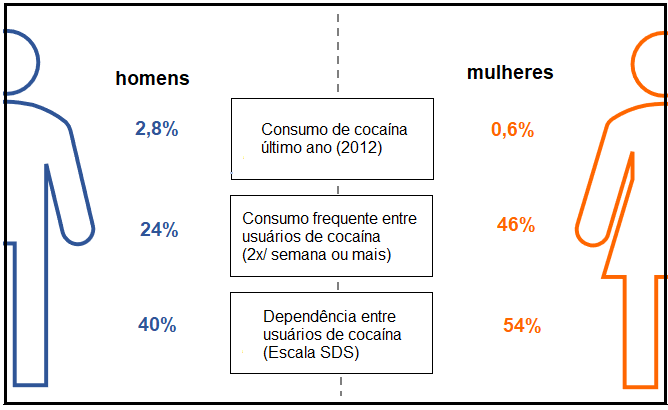 homens
mulheres
2,8%
Consumo de cocaína
último ano (2012)
0,6%
24%
Consumo frequente entre
usuários de cocaína
(2x/ semana ou mais)
46%
40%
Dependência entre
usuários de cocaína
(Escala SDS)
54%